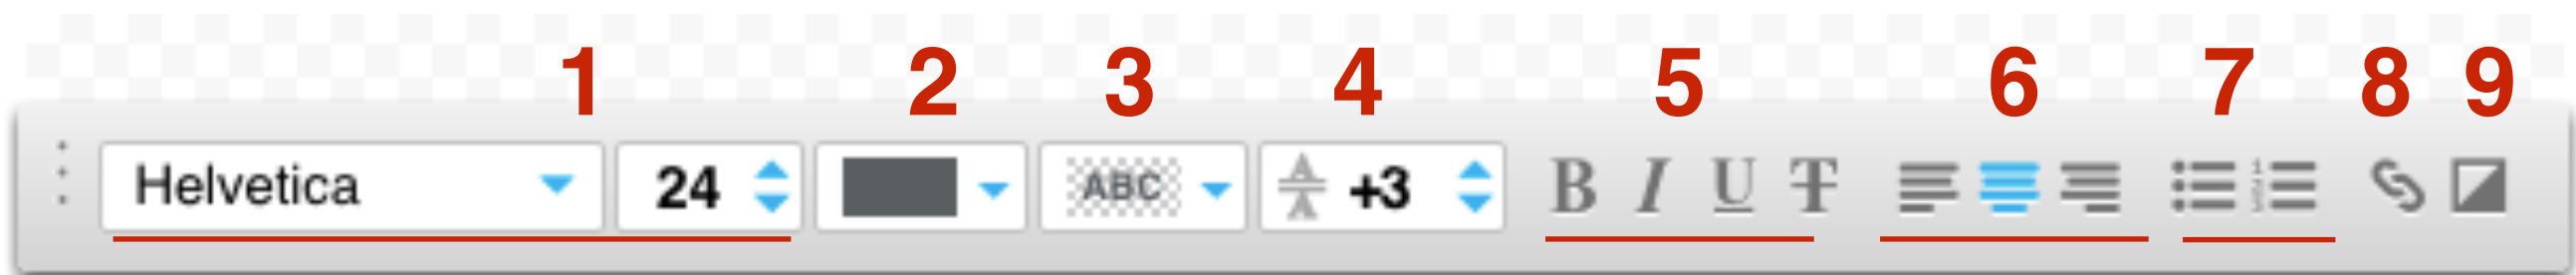 1 2 3 4 5 6 7 8 9
Helvetica 24 ABC A A +3 B I U T